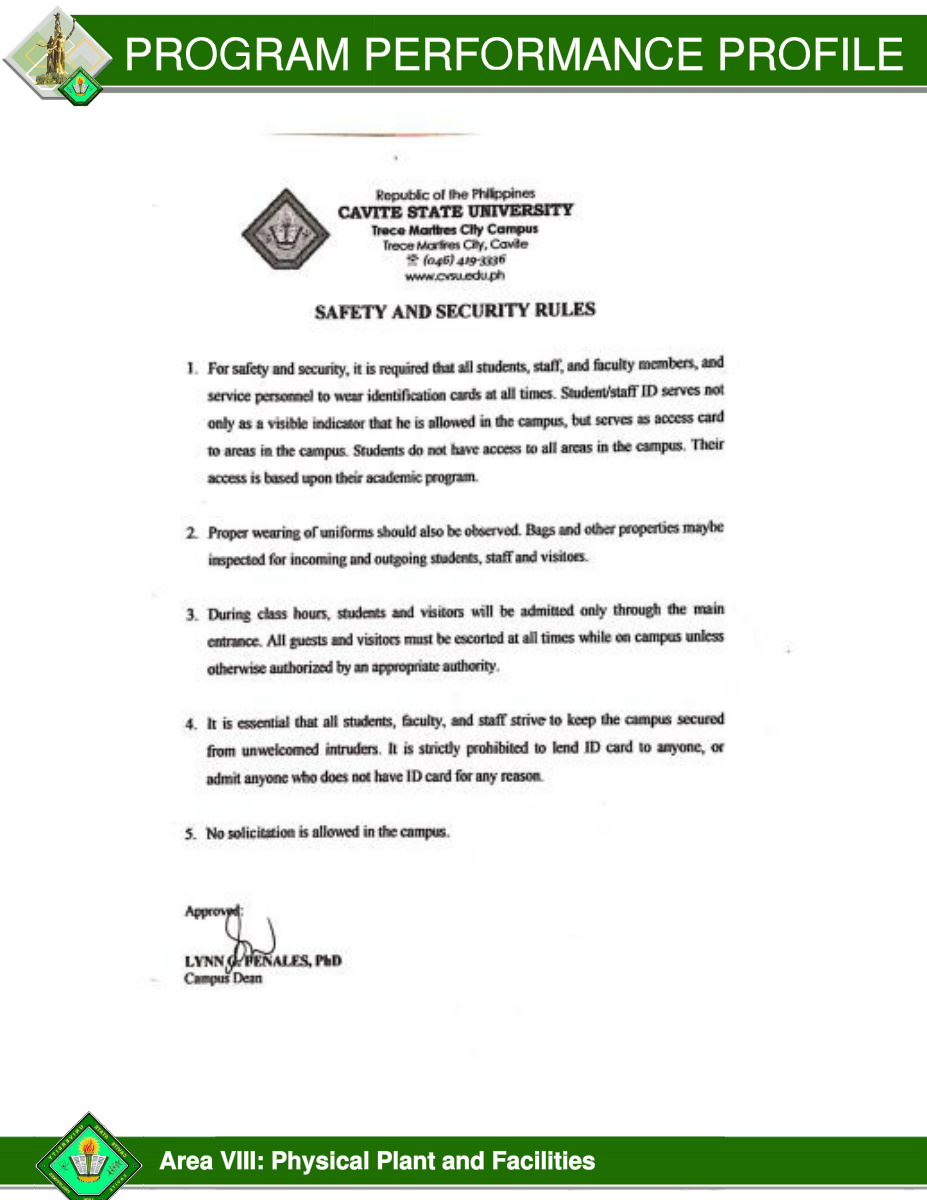 PROGRAM PERFORMANCE PROFILE
Republic of the Philippines
CAVITE STATE UNIVERSITY
Trece Martires City Campus
Trece Martires City, Cavite
☎ (046) 419-3336
www.cvsu.edu.ph
SAFETY AND SECURITY RULES
1. For safety and security, it is required that all students, staff, and faculty members, and
service personnel to wear identification cards at all times. Student/staff ID serves not
only as a visible indicator that he is allowed in the campus, but serves as access card
to areas in the campus. Students do not have access to all areas in the campus. Their
access is based upon their academic program.
2. Proper wearing of uniforms should also be observed. Bags and other properties maybe
inspected for incoming and outgoing students, staff and visitors.
3. During class hours, students and visitors will be admitted only through the main
entrance. All guests and visitors must be escorted at all times while on campus unless
otherwise authorized by an appropriate authority.
4. It is essential that all students, faculty, and staff strive to keep the campus secured
from unwelcomed intruders. It is strictly prohibited to lend ID card to anyone, or
admit anyone who does not have ID card for any reason.
5. No solicitation is allowed in the campus.
Approved:
LYNN G. PENALES, PhD
Campus Dean
Area VIII: Physical Plant and Facilities